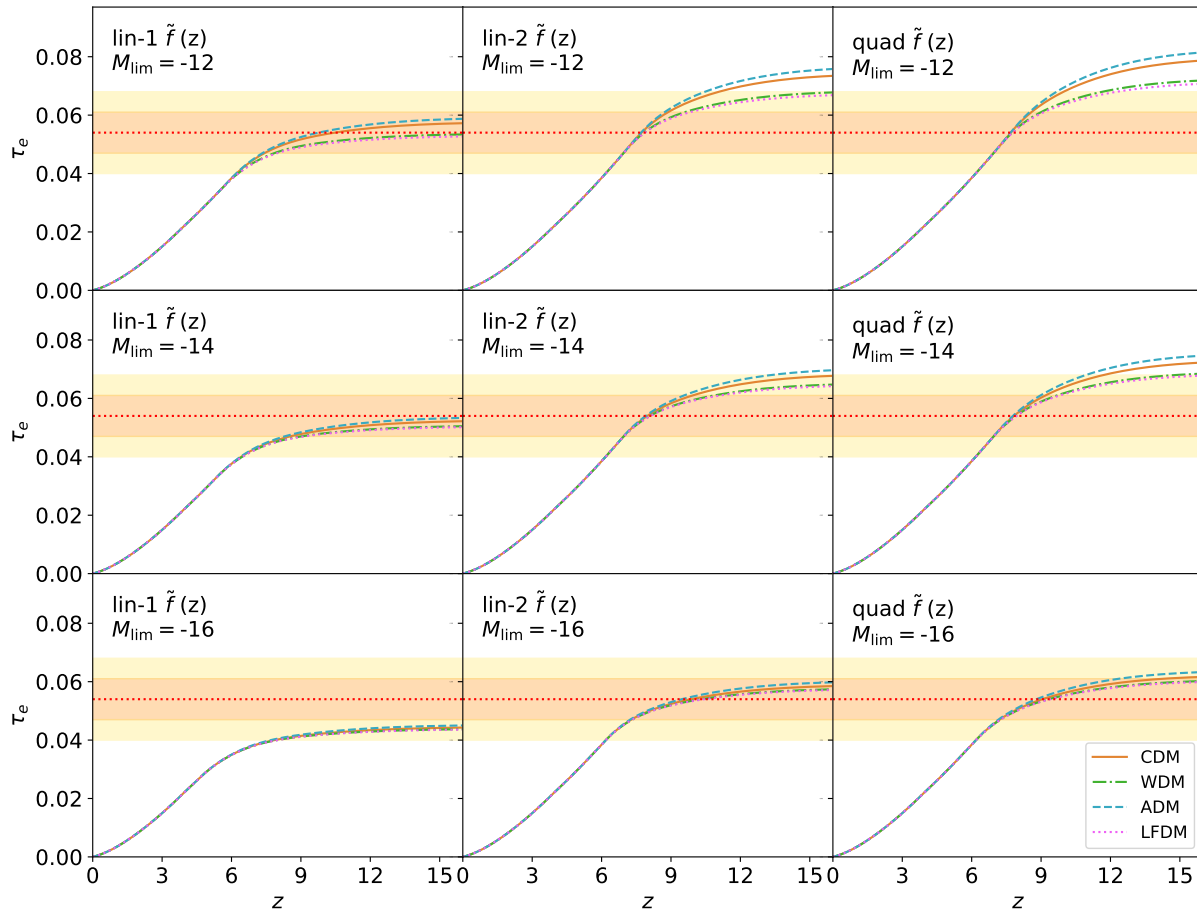 lin-1 f̃ (z)
M_lim = -12
lin-2 f̃ (z)
M_lim = -12
quad f̃ (z)
M_lim = -12
0.08
0.06
0.04
0.02
0.00
τ_e
lin-1 f̃ (z)
M_lim = -14
lin-2 f̃ (z)
M_lim = -14
quad f̃ (z)
M_lim = -14
0.08
0.06
0.04
0.02
0.00
τ_e
lin-1 f̃ (z)
M_lim = -16
lin-2 f̃ (z)
M_lim = -16
quad f̃ (z)
M_lim = -16
0.08
0.06
0.04
0.02
0.00
τ_e
CDM
WDM
ADM
LFDM
0 3 6 9 12 15 0 3 6 9 12 15 0 3 6 9 12 15
z z z